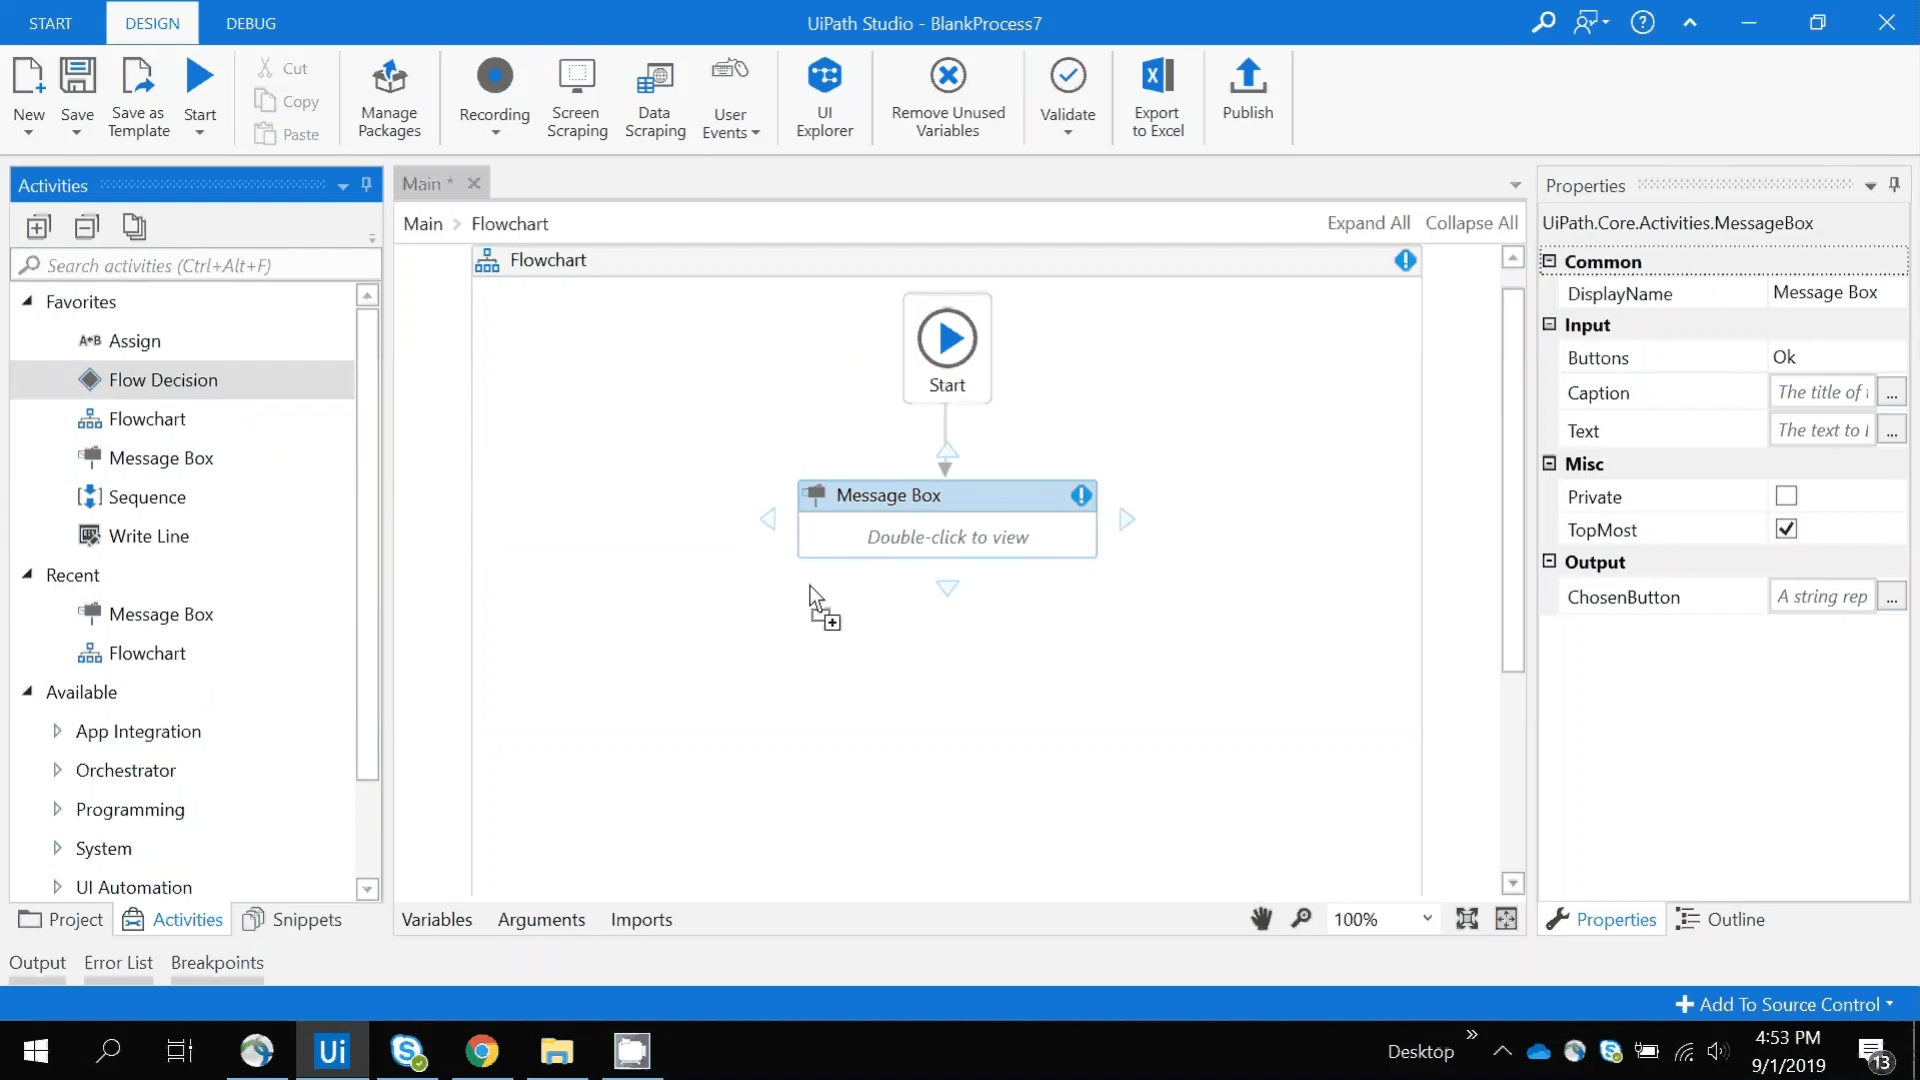 START DESIGN DEBUG UiPath Studio - BlankProcess7
New Save Save as Template Start Cut Copy Paste Manage Packages Recording Screen Scraping Data Scraping User Events UI Explorer Remove Unused Variables Validate Export to Excel Publish
Activities
Search activities (Ctrl+Alt+F)
Favorites
A*B Assign
Flow Decision
Flowchart
Message Box
Sequence
Write Line
Recent
Message Box
Flowchart
Available
App Integration
Orchestrator
Programming
System
UI Automation
Project Activities Snippets
Main *
Main > Flowchart Expand All Collapse All
Flowchart
Start
Message Box
Double-click to view
Variables Arguments Imports 100%
Properties
UiPath.Core.Activities.MessageBox
Common
DisplayName Message Box
Input
Buttons Ok
Caption The title of t ...
Text The text to l ...
Misc
Private
TopMost
Output
ChosenButton A string rep ...
Properties Outline
Output Error List Breakpoints
Add To Source Control
Ui
Desktop
4:53 PM
9/1/2019
13